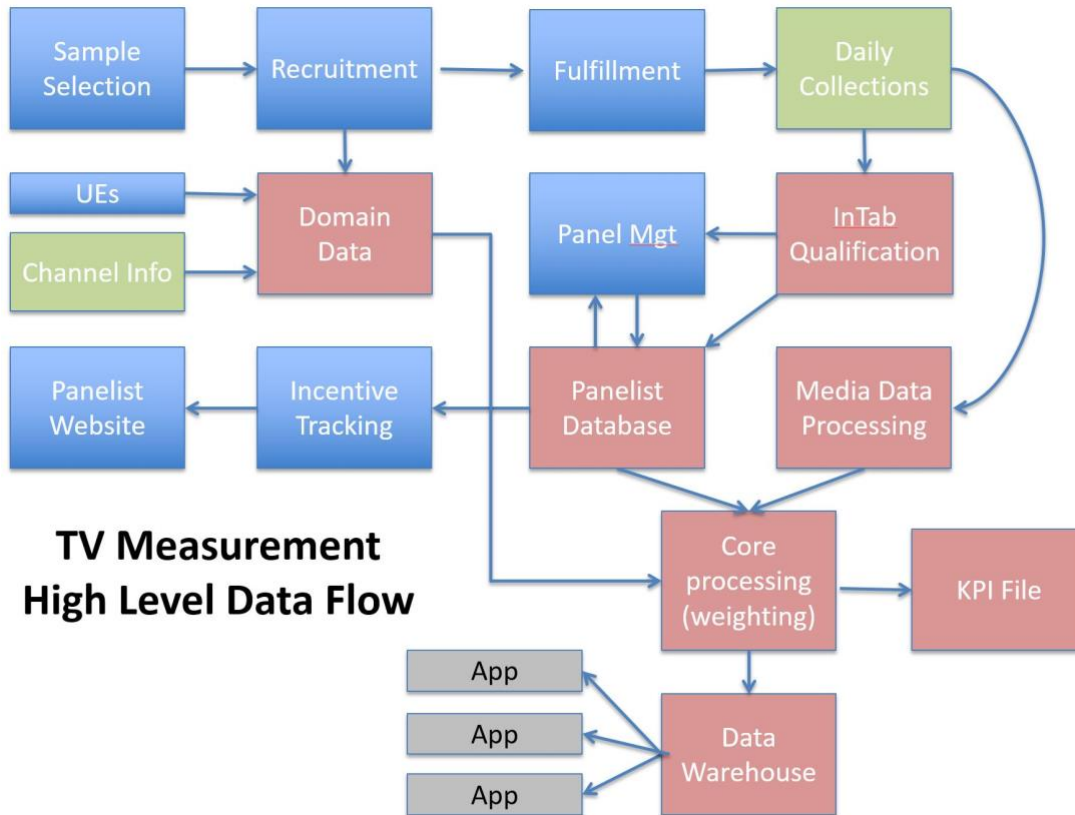 Sample
Selection
Recruitment
Fulfillment
Daily
Collections
UEs
Channel Info
Domain
Data
Panel Mgt
InTab
Qualification
Panelist
Website
Incentive
Tracking
Panelist
Database
Media Data
Processing
TV Measurement
High Level Data Flow
Core
processing
(weighting)
KPI File
App
App
App
Data
Warehouse